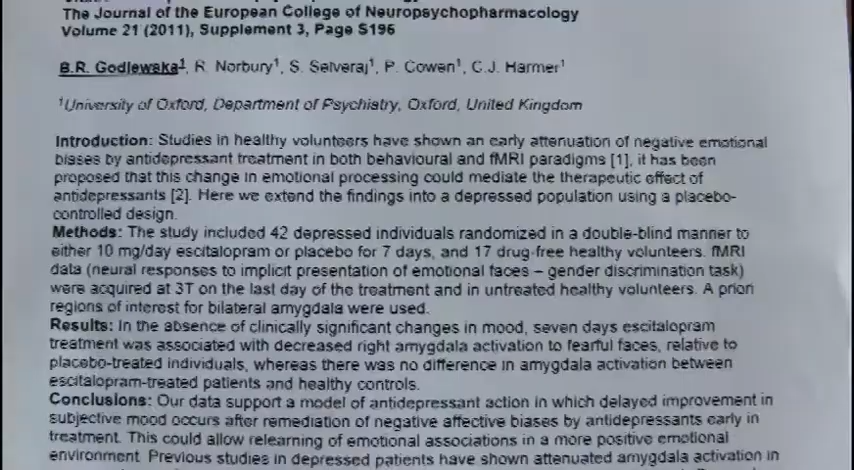 The Journal of the European College of Neuropsychopharmacology
Volume 21 (2011), Supplement 3, Page S196
B.R. Godlewska¹, R. Norbury¹, S. Selveraj¹, P. Cowen¹, C.J. Harmer¹
¹University of Oxford, Department of Psychiatry, Oxford, United Kingdom
Introduction: Studies in healthy volunteers have shown an early attenuation of negative emotional
biases by antidepressant treatment in both behavioural and fMRI paradigms [1], it has been
proposed that this change in emotional processing could mediate the therapeutic effect of
antidepressants [2]. Here we extend the findings into a depressed population using a placebo-
controlled design.
Methods: The study included 42 depressed individuals randomized in a double-blind manner to
either 10 mg/day escitalopram or placebo for 7 days, and 17 drug-free healthy volunteers. fMRI
data (neural responses to implicit presentation of emotional faces – gender discrimination task)
were acquired at 3T on the last day of the treatment and in untreated healthy volunteers. A priori
regions of interest for bilateral amygdala were used.
Results: In the absence of clinically significant changes in mood, seven days escitalopram
treatment was associated with decreased right amygdala activation to fearful faces, relative to
placebo-treated individuals, whereas there was no difference in amygdala activation between
escitalopram-treated patients and healthy controls.
Conclusions: Our data support a model of antidepressant action in which delayed improvement in
subjective mood occurs after remediation of negative affective biases by antidepressants early in
treatment. This could allow relearning of emotional associations in a more positive emotional
environment. Previous studies in depressed patients have shown attenuated amygdala activation in